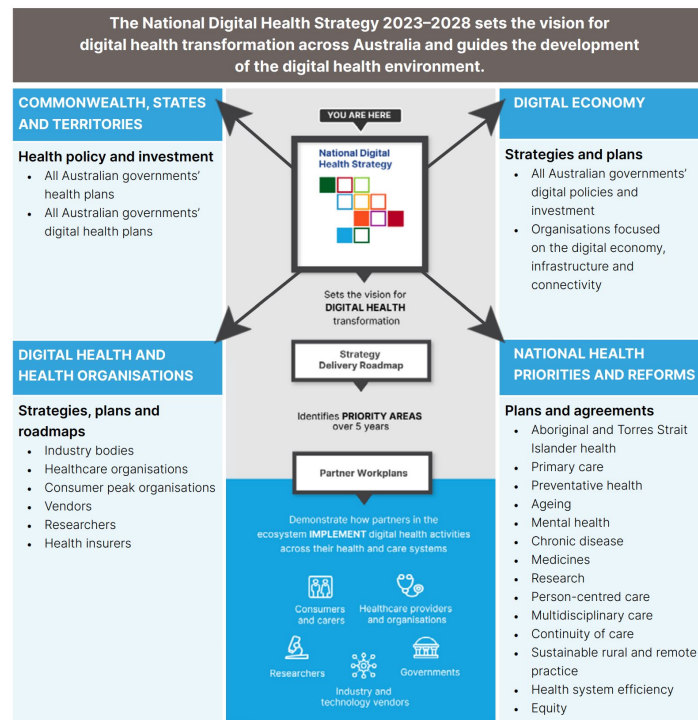 The National Digital Health Strategy 2023–2028 sets the vision for
digital health transformation across Australia and guides the development
of the digital health environment.
COMMONWEALTH, STATES
AND TERRITORIES
Health policy and investment
• All Australian governments’
health plans
• All Australian governments’
digital health plans
YOU ARE HERE
National Digital
Health Strategy
Sets the vision for
DIGITAL HEALTH
transformation
Strategy
Delivery Roadmap
Identifies PRIORITY AREAS
over 5 years
Partner Workplans
Demonstrate how partners in the
ecosystem IMPLEMENT digital health activities
across their health and care systems
Consumers
and carers
Healthcare providers
and organisations
Researchers
Governments
Industry and
technology vendors
DIGITAL ECONOMY
Strategies and plans
• All Australian governments’
digital policies and
investment
• Organisations focused
on the digital economy,
infrastructure and
connectivity
DIGITAL HEALTH AND
HEALTH ORGANISATIONS
Strategies, plans and
roadmaps
• Industry bodies
• Healthcare organisations
• Consumer peak organisations
• Vendors
• Researchers
• Health insurers
NATIONAL HEALTH
PRIORITIES AND REFORMS
Plans and agreements
• Aboriginal and Torres Strait
Islander health
• Primary care
• Preventative health
• Ageing
• Mental health
• Chronic disease
• Medicines
• Research
• Person-centred care
• Multidisciplinary care
• Continuity of care
• Sustainable rural and remote
practice
• Health system efficiency
• Equity